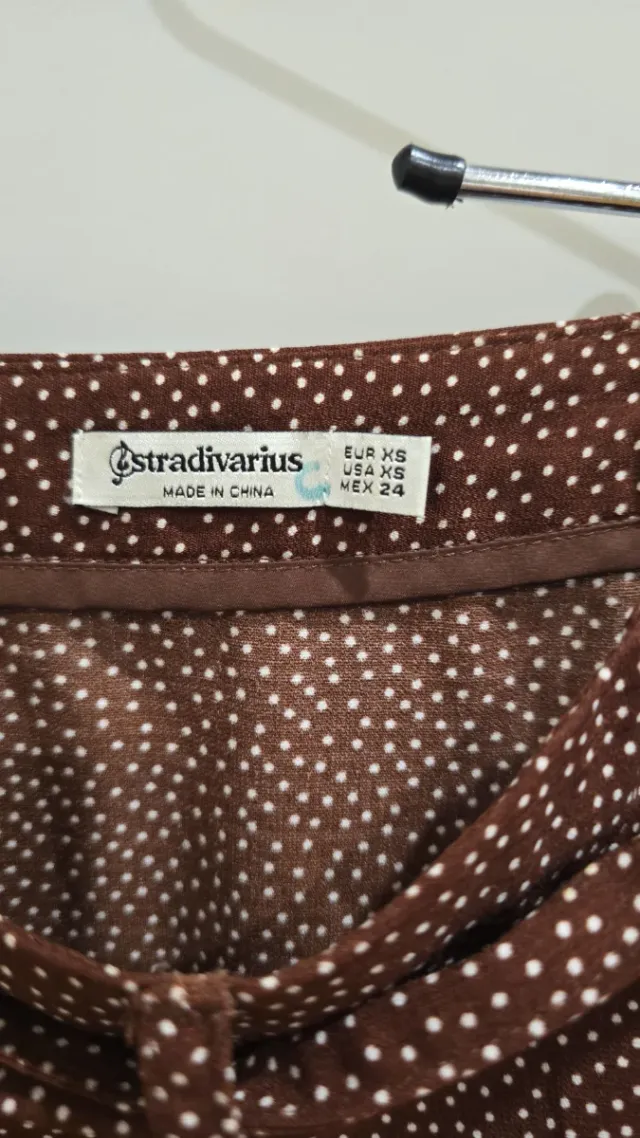 stradivarius
MADE IN CHINA
C
EUR XS
USA XS
MEX 24